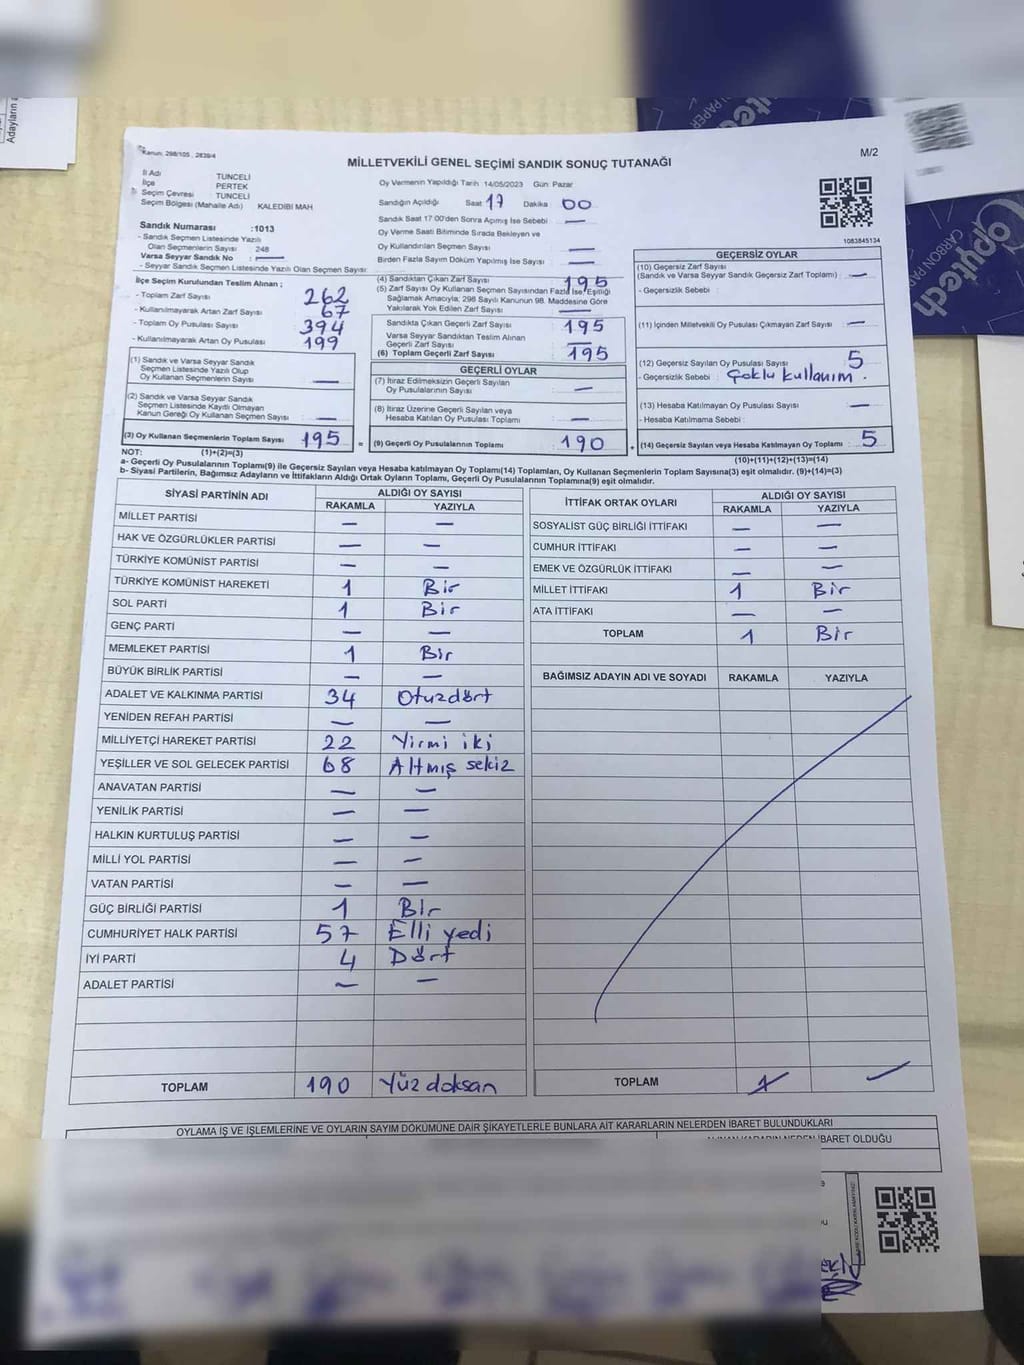 Adayların
Opytech
CARBON PAPER
Kanun: 298/105 , 2839/4
M/2
MİLLETVEKİLİ GENEL SEÇİMİ SANDIK SONUÇ TUTANAĞI
İl Adı TUNCELİ
İlçe PERTEK
Seçim Çevresi TUNCELİ
Seçim Bölgesi (Mahalle Adı) KALEDİBİ MAH
Oy Vermenin Yapıldığı Tarih 14/05/2023 Gün: Pazar
Sandığın Açıldığı Saat 17 Dakika 00
Sandık Saat 17:00'den Sonra Açılmış İse Sebebi —
Oy Verme Saati Bitiminde Sırada Bekleyen ve
Oy Kullandırılan Seçmen Sayısı —
Birden Fazla Sayım Döküm Yapılmış İse Sayısı —
1083845134
Sandık Numarası :1013
- Sandık Seçmen Listesinde Yazılı
Olan Seçmenlerin Sayısı 248
Varsa Seyyar Sandık No : —
- Seyyar Sandık Seçmen Listesinde Yazılı Olan Seçmen Sayısı
İlçe Seçim Kurulundan Teslim Alınan ;
- Toplam Zarf Sayısı 262
- Kullanılmayarak Artan Zarf Sayısı 67
- Toplam Oy Pusulası Sayısı 394
- Kullanılmayarak Artan Oy Pusulası 199
(1) Sandık ve Varsa Seyyar Sandık
Seçmen Listesinde Yazılı Olup
Oy Kullanan Seçmenlerin Sayısı —
(2) Sandık ve Varsa Seyyar Sandık
Seçmen Listesinde Kayıtlı Olmayan
Kanun Gereği Oy Kullanan Seçmen Sayısı —
(3) Oy Kullanan Seçmenlerin Toplam Sayısı 195
(4) Sandıktan Çıkan Zarf Sayısı 195
(5) Zarf Sayısı Oy Kullanan Seçmen Sayısından Fazla İse, Eşitliği
Sağlamak Amacıyla; 298 Sayılı Kanunun 98. Maddesine Göre
Yakılarak Yok Edilen Zarf Sayısı —
Sandıkta Çıkan Geçerli Zarf Sayısı 195
Varsa Seyyar Sandıktan Teslim Alınan
Geçerli Zarf Sayısı —
(6) Toplam Geçerli Zarf Sayısı 195
GEÇERLİ OYLAR
(7) İtiraz Edilmeksizin Geçerli Sayılan
Oy Pusulalarının Sayısı —
(8) İtiraz Üzerine Geçerli Sayılan veya
Hesaba Katılan Oy Pusulası Toplamı —
= (9) Geçerli Oy Pusulalarının Toplamı 190
GEÇERSİZ OYLAR
(10) Geçersiz Zarf Sayısı
(Sandık ve Varsa Seyyar Sandık Geçersiz Zarf Toplamı) —
- Geçersizlik Sebebi :
(11) İçinden Milletvekili Oy Pusulası Çıkmayan Zarf Sayısı —
(12) Geçersiz Sayılan Oy Pusulası Sayısı 5
- Geçersizlik Sebebi : Çoklu kullanım .
(13) Hesaba Katılmayan Oy Pusulası Sayısı —
- Hesaba Katılmama Sebebi :
+ (14) Geçersiz Sayılan veya Hesaba Katılmayan Oy Toplamı 5
NOT: (1)+(2)=(3)
(10)+(11)+(12)+(13)=(14)
a- Geçerli Oy Pusulalarının Toplamı(9) ile Geçersiz Sayılan veya Hesaba katılmayan Oy Toplamı(14) Toplamları, Oy Kullanan Seçmenlerin Toplam Sayısına(3) eşit olmalıdır. (9)+(14)=(3)
b- Siyasi Partilerin, Bağımsız Adayların ve İttifakların Aldığı Ortak Oyların Toplamı, Geçerli Oy Pusulalarının Toplamına(9) eşit olmalıdır.
SİYASİ PARTİNİN ADI ALDIĞI OY SAYISI
RAKAMLA YAZIYLA
MİLLET PARTİSİ — —
HAK VE ÖZGÜRLÜKLER PARTİSİ — —
TÜRKİYE KOMÜNİST PARTİSİ — —
TÜRKİYE KOMÜNİST HAREKETİ 1 Bir
SOL PARTİ 1 Bir
GENÇ PARTİ — —
MEMLEKET PARTİSİ 1 Bir
BÜYÜK BİRLİK PARTİSİ — —
ADALET VE KALKINMA PARTİSİ 34 Otuzdört
YENİDEN REFAH PARTİSİ — —
MİLLİYETÇİ HAREKET PARTİSİ 22 Yirmi iki
YEŞİLLER VE SOL GELECEK PARTİSİ 68 Altmış sekiz
ANAVATAN PARTİSİ — —
YENİLİK PARTİSİ — —
HALKIN KURTULUŞ PARTİSİ — —
MİLLİ YOL PARTİSİ — —
VATAN PARTİSİ — —
GÜÇ BİRLİĞİ PARTİSİ 1 Bir
CUMHURİYET HALK PARTİSİ 57 Elli yedi
İYİ PARTİ 4 Dört
ADALET PARTİSİ — —
TOPLAM 190 Yüz doksan
İTTİFAK ORTAK OYLARI ALDIĞI OY SAYISI
RAKAMLA YAZIYLA
SOSYALİST GÜÇ BİRLİĞİ İTTİFAKI — —
CUMHUR İTTİFAKI — —
EMEK VE ÖZGÜRLÜK İTTİFAKI — —
MİLLET İTTİFAKI 1 Bir
ATA İTTİFAKI — —
TOPLAM 1 Bir
BAĞIMSIZ ADAYIN ADI VE SOYADI RAKAMLA YAZIYLA
TOPLAM
OYLAMA İŞ VE İŞLEMLERİNE VE OYLARIN SAYIM DÖKÜMÜNE DAİR ŞİKAYETLERLE BUNLARA AİT KARARLARIN NELERDEN İBARET BULUNDUKLARI
İBARET OLDUĞU